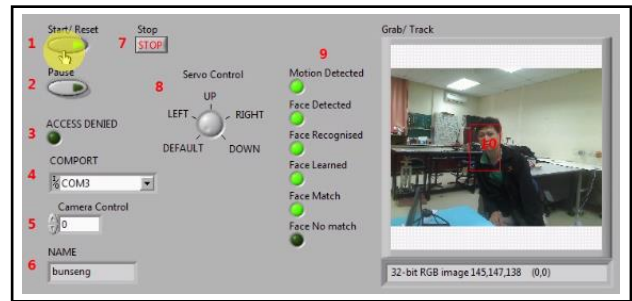 Start/ Reset
1
Stop
7 STOP
Pause
2
ACCESS DENIED
3
COMPORT
4 COM3
Camera Control
5 0
NAME
6 bunseng
8 Servo Control
UP
LEFT RIGHT
DEFAULT DOWN
9
Motion Detected
Face Detected
Face Recognised
Face Learned
Face Match
Face No match
Grab/ Track
10
32-bit RGB image 145,147,138 (0,0)